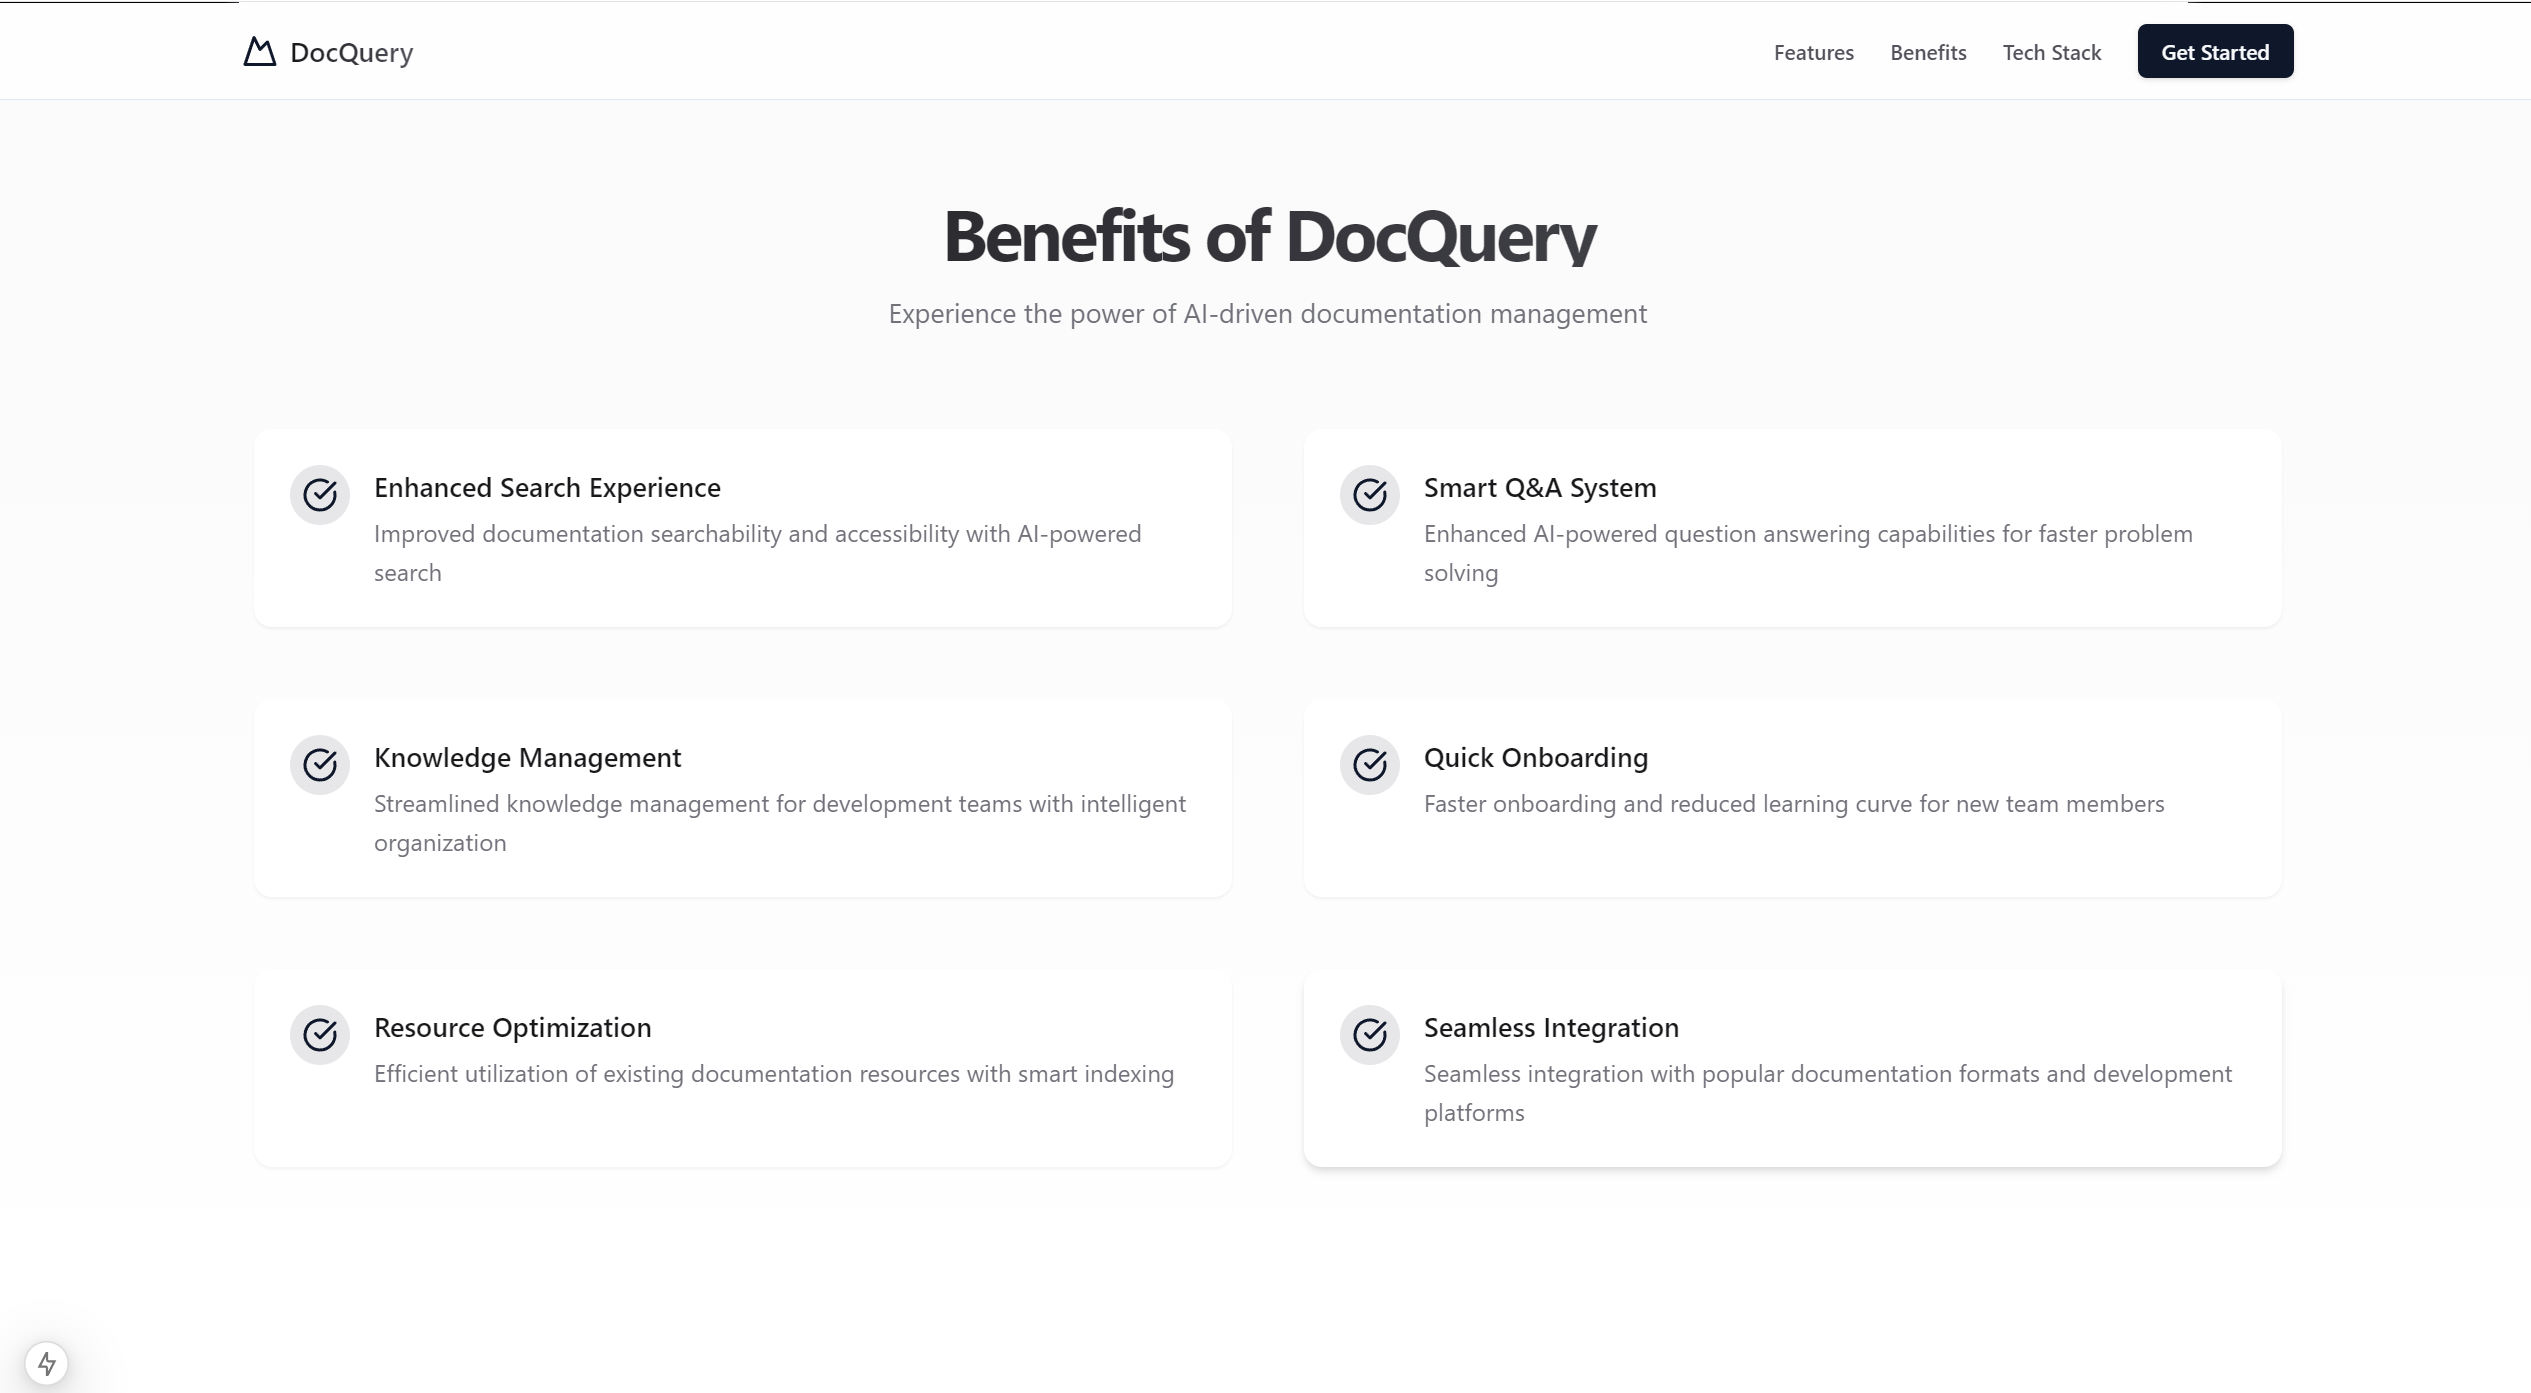 DocQuery
Features
Benefits
Tech Stack
Get Started
Benefits of DocQuery
Experience the power of AI-driven documentation management
Enhanced Search Experience
Improved documentation searchability and accessibility with AI-powered
search
Smart Q&A System
Enhanced AI-powered question answering capabilities for faster problem
solving
Knowledge Management
Streamlined knowledge management for development teams with intelligent
organization
Quick Onboarding
Faster onboarding and reduced learning curve for new team members
Resource Optimization
Efficient utilization of existing documentation resources with smart indexing
Seamless Integration
Seamless integration with popular documentation formats and development
platforms